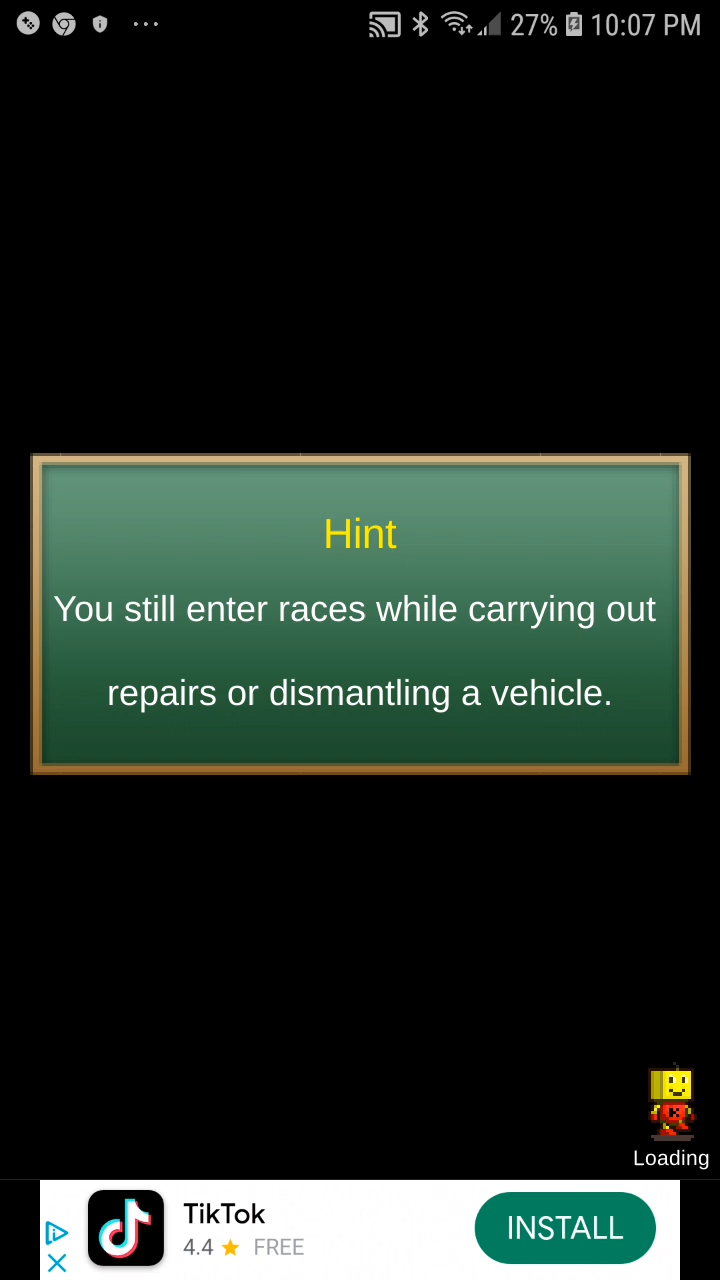 27% 10:07 PM
Hint
You still enter races while carrying out
repairs or dismantling a vehicle.
Loading
TikTok
4.4 FREE
INSTALL